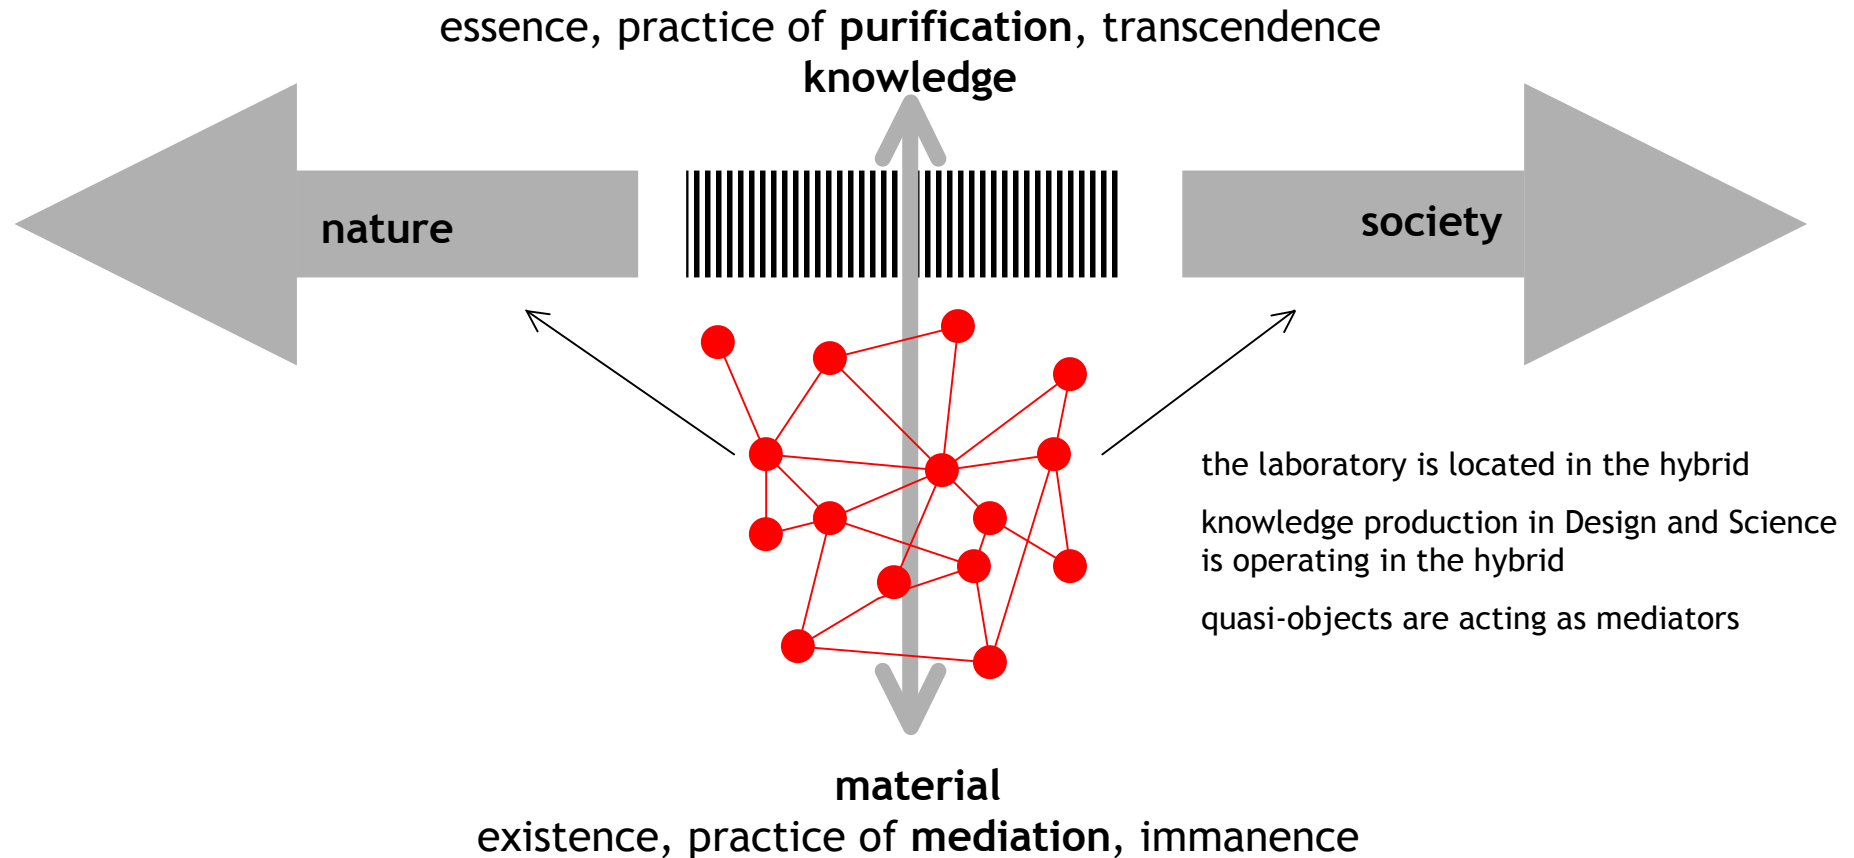 essence, practice of purification, transcendence
knowledge
nature
society
the laboratory is located in the hybrid
knowledge production in Design and Science
is operating in the hybrid
quasi-objects are acting as mediators
material
existence, practice of mediation, immanence